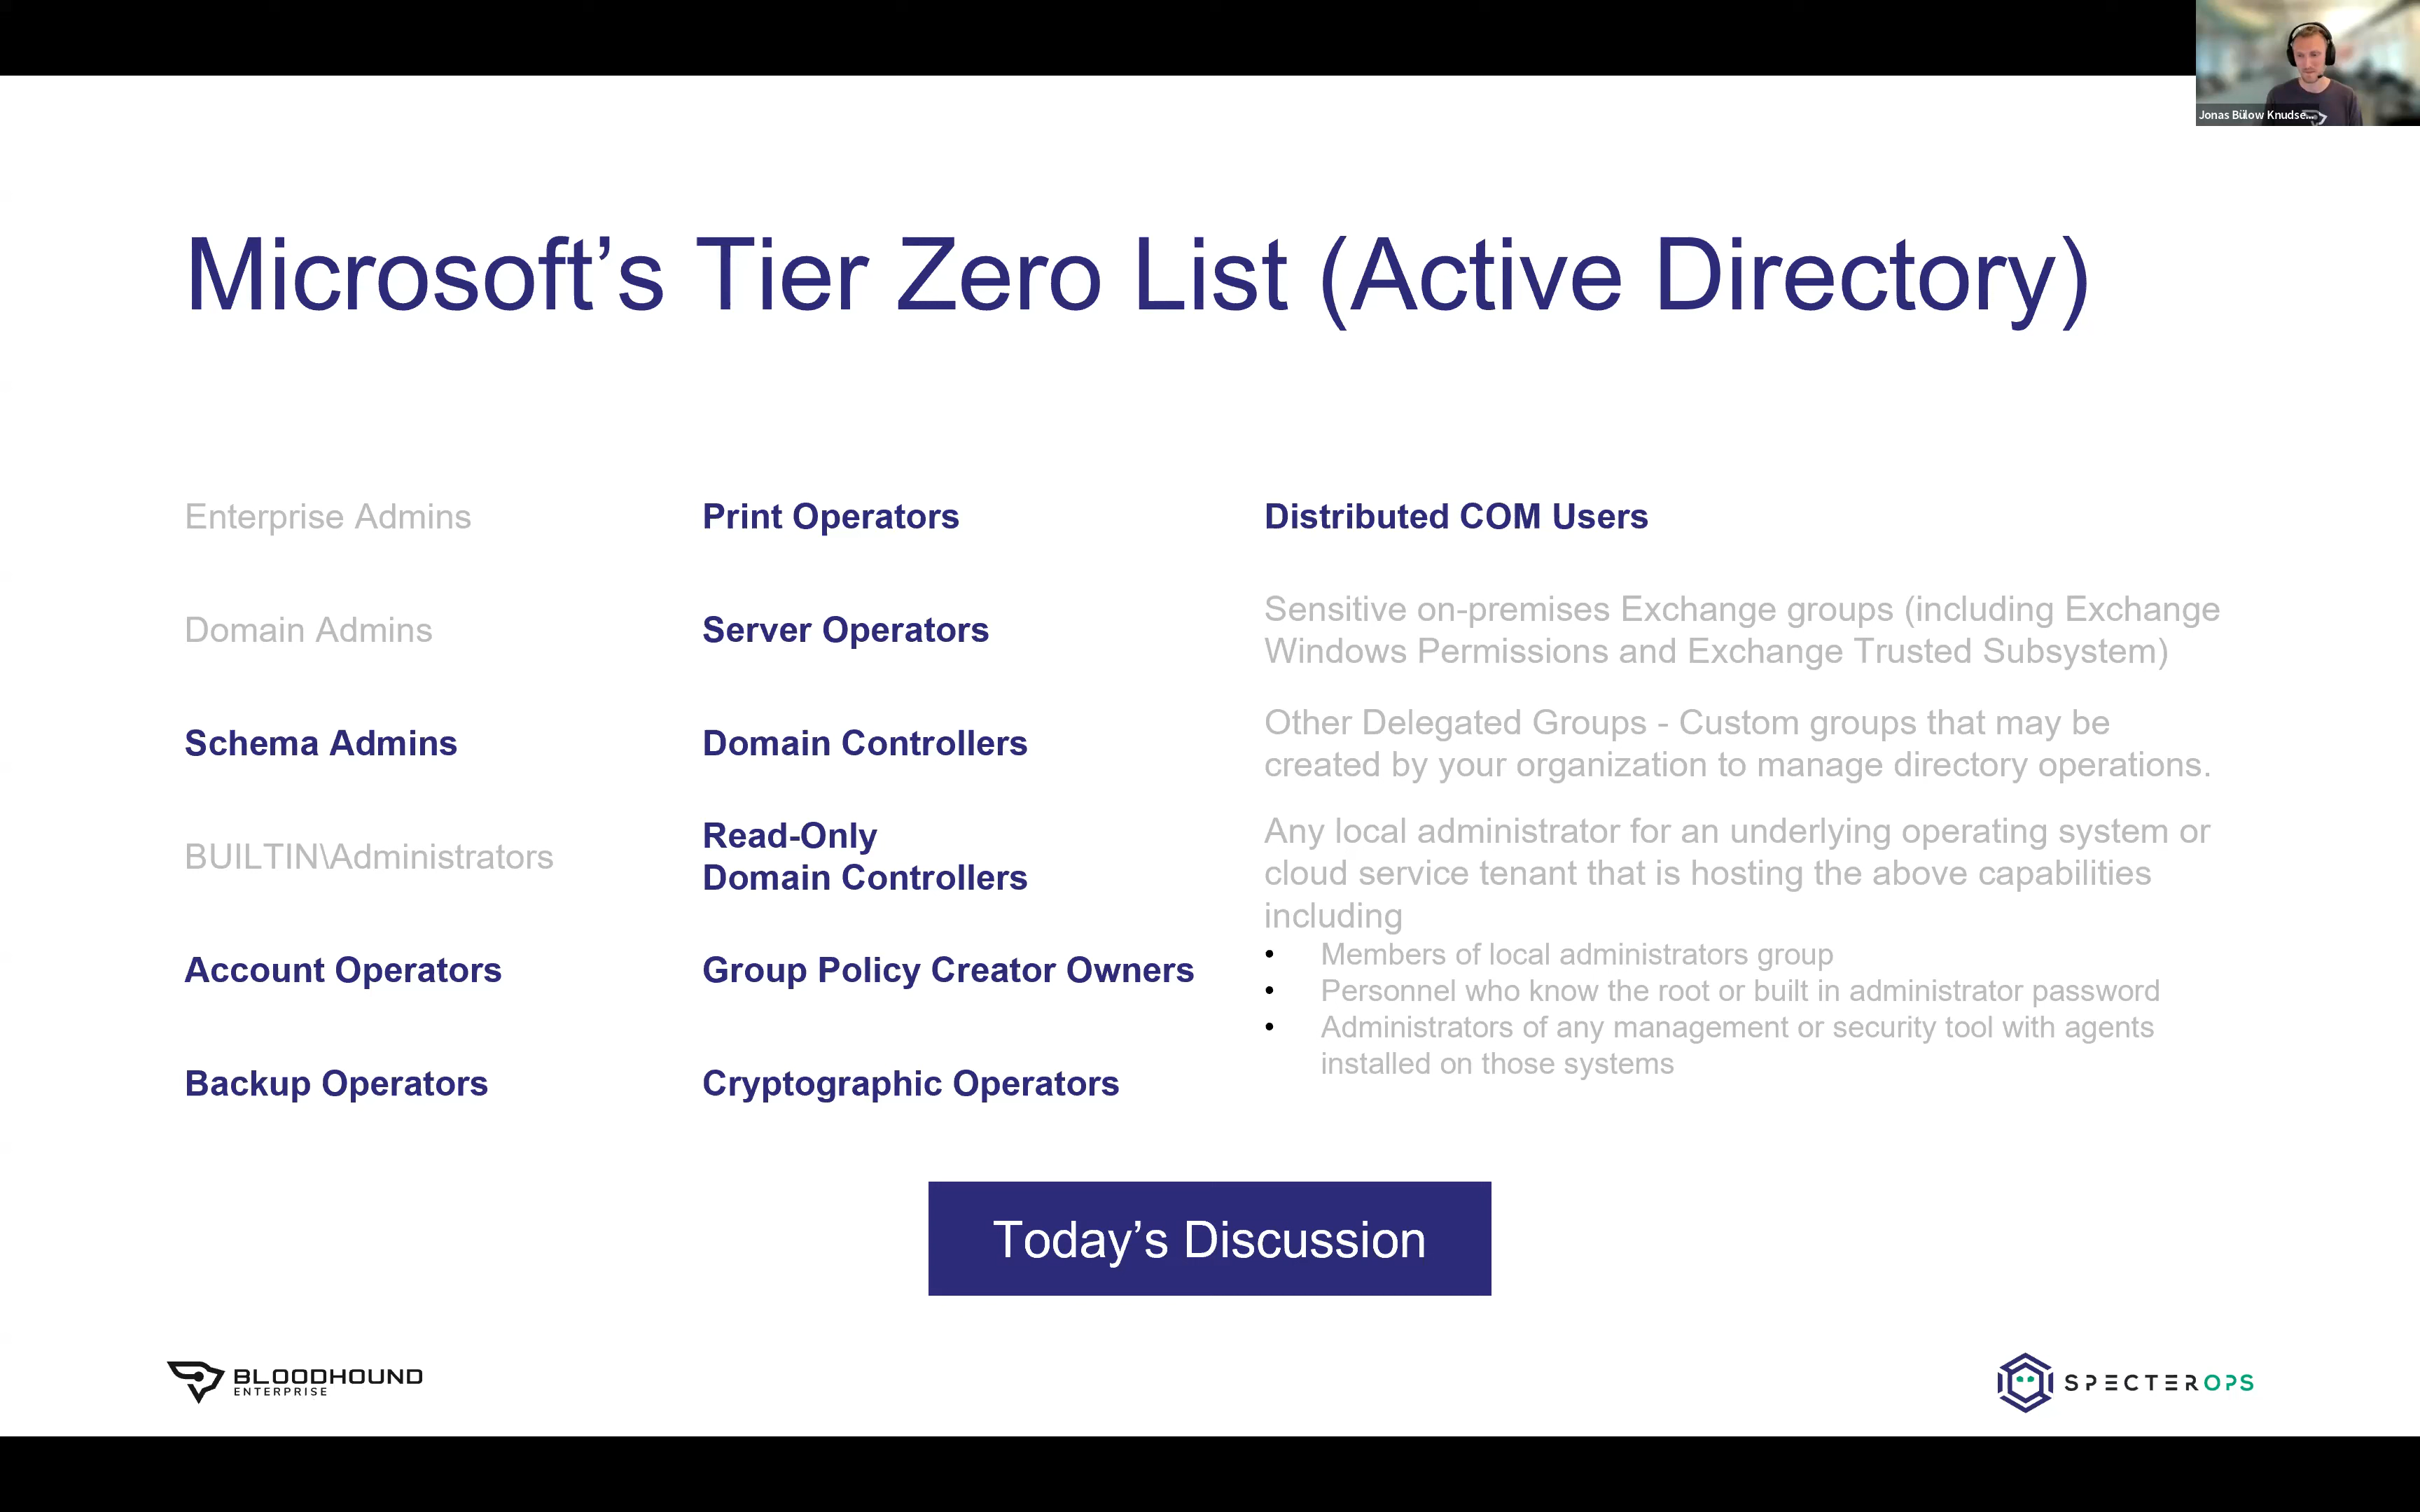 Jonas Bülow Knudse...
Microsoft’s Tier Zero List (Active Directory)
Enterprise Admins
Domain Admins
Schema Admins
BUILTIN\Administrators
Account Operators
Backup Operators
Print Operators
Server Operators
Domain Controllers
Read-Only
Domain Controllers
Group Policy Creator Owners
Cryptographic Operators
Distributed COM Users
Sensitive on-premises Exchange groups (including Exchange
Windows Permissions and Exchange Trusted Subsystem)
Other Delegated Groups - Custom groups that may be
created by your organization to manage directory operations.
Any local administrator for an underlying operating system or
cloud service tenant that is hosting the above capabilities
including
• Members of local administrators group
• Personnel who know the root or built in administrator password
• Administrators of any management or security tool with agents
installed on those systems
Today’s Discussion
BLOODHOUND
ENTERPRISE
SPECTEROPS